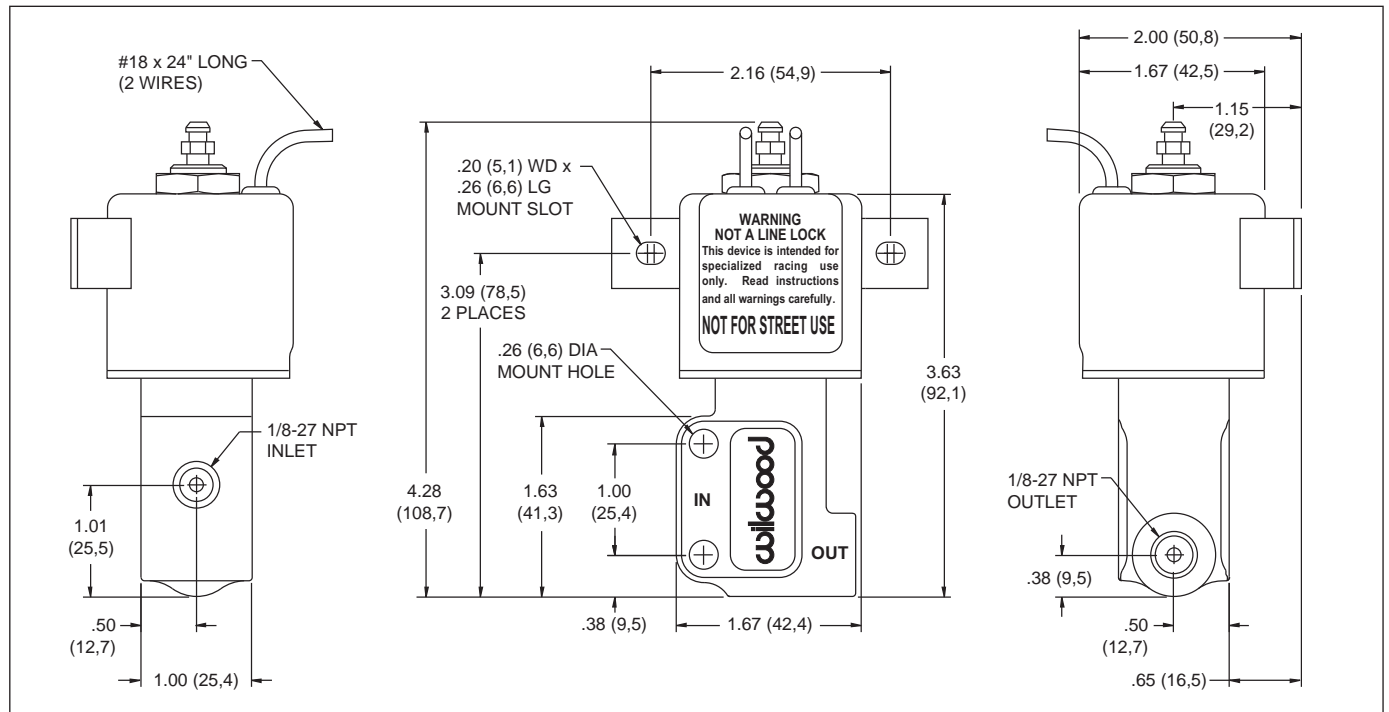 #18 x 24" LONG
(2 WIRES)
1/8-27 NPT
INLET
1.01
(25,5)
.50
(12,7)
1.00 (25,4)
2.16 (54,9)
.20 (5,1) WD x
.26 (6,6) LG
MOUNT SLOT
3.09 (78,5)
2 PLACES
.26 (6,6) DIA
MOUNT HOLE
4.28
(108,7)
1.63
(41,3)
1.00
(25,4)
.38 (9,5)
1.67 (42,4)
3.63
(92,1)
WARNING
NOT A LINE LOCK
This device is intended for
specialized racing use
only. Read instructions
and all warnings carefully.
NOT FOR STREET USE
IN
wilwood
OUT
2.00 (50,8)
1.67 (42,5)
1.15
(29,2)
1/8-27 NPT
OUTLET
.38 (9,5)
.50
(12,7)
.65 (16,5)